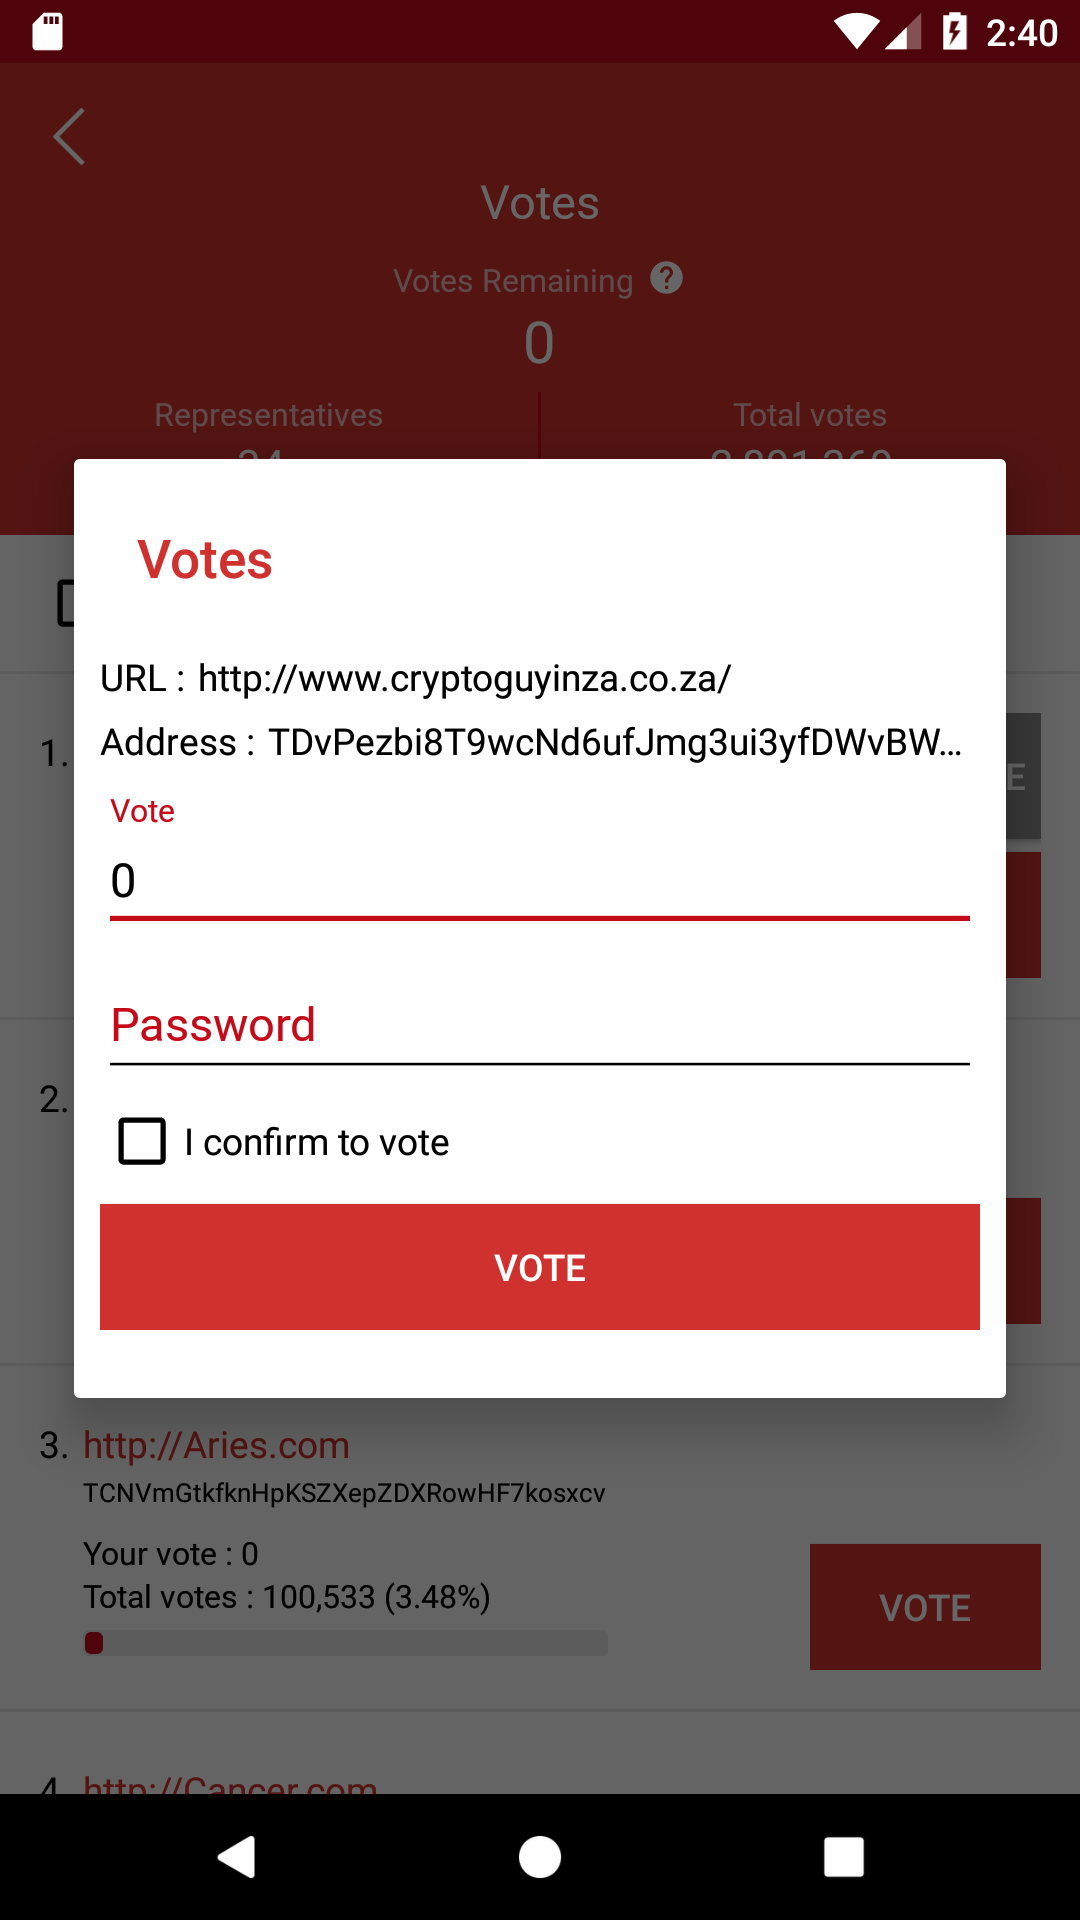 2:40
Votes
Votes Remaining
0
Representatives
Total votes
Votes
URL : http://www.cryptoguyinza.co.za/
Address : TDvPezbi8T9wcNd6ufJmg3ui3yfDWvBW...
1.
E
Vote
0
Password
2.
I confirm to vote
VOTE
3. http://Aries.com
TCNVmGtkfknHpKSZXepZDXRowHF7kosxcv
Your vote : 0
Total votes : 100,533 (3.48%)
VOTE
4. http://Cancer.com